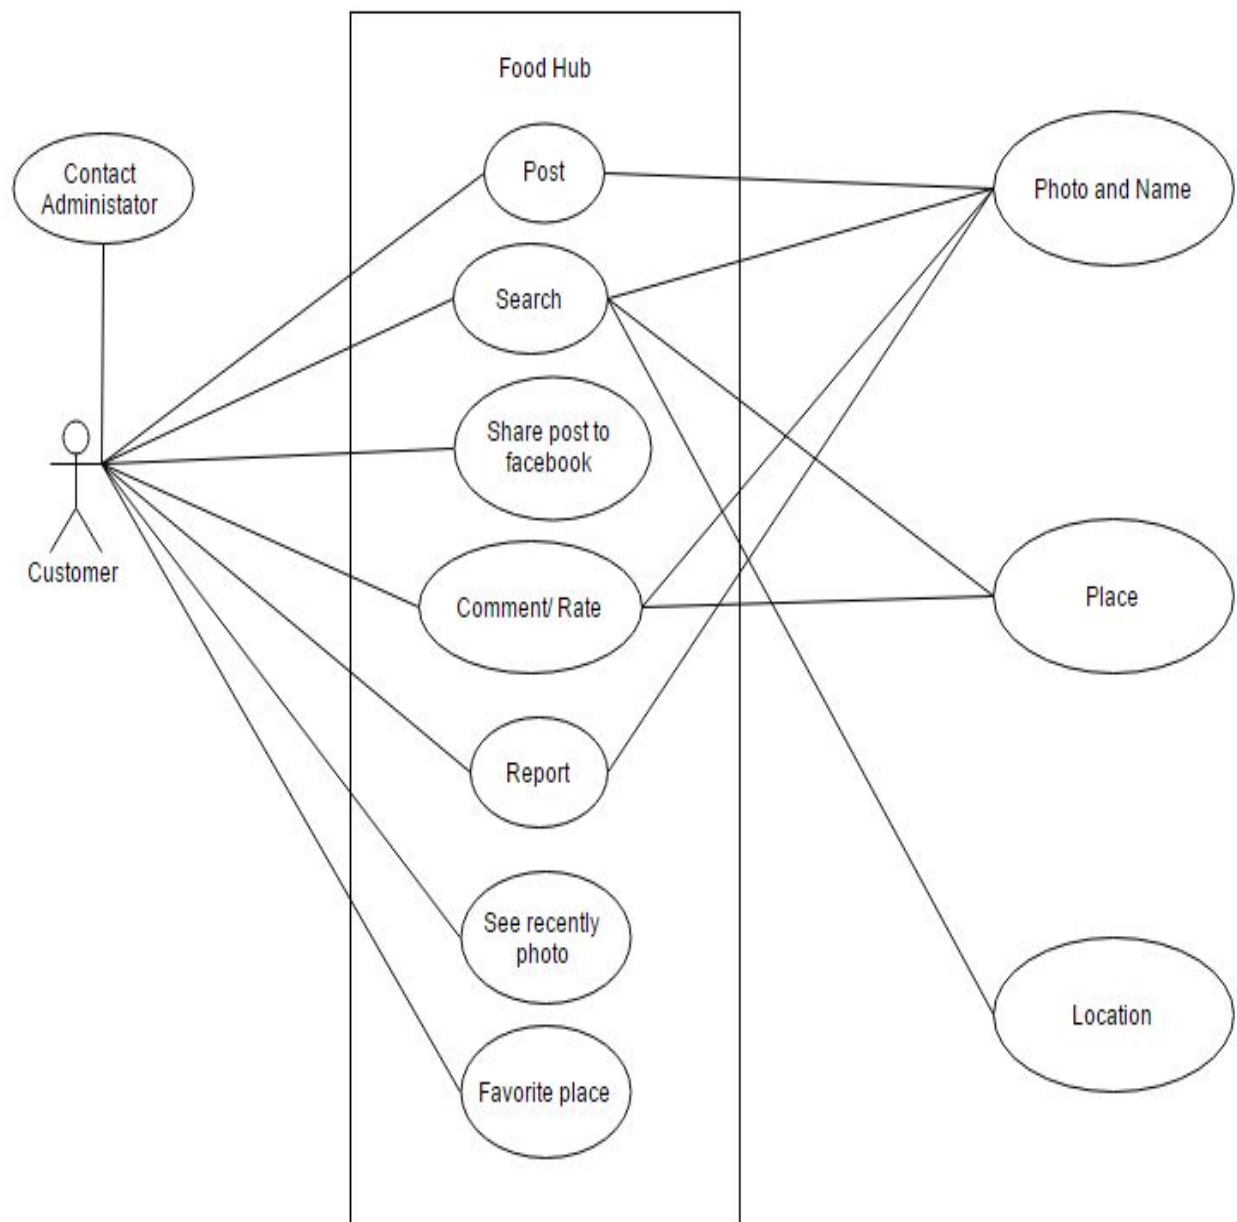 Food Hub
Contact
Administator
Post
Photo and Name
Search
Share post to
facebook
Customer
Comment/ Rate
Place
Report
See recently
photo
Location
Favorite place